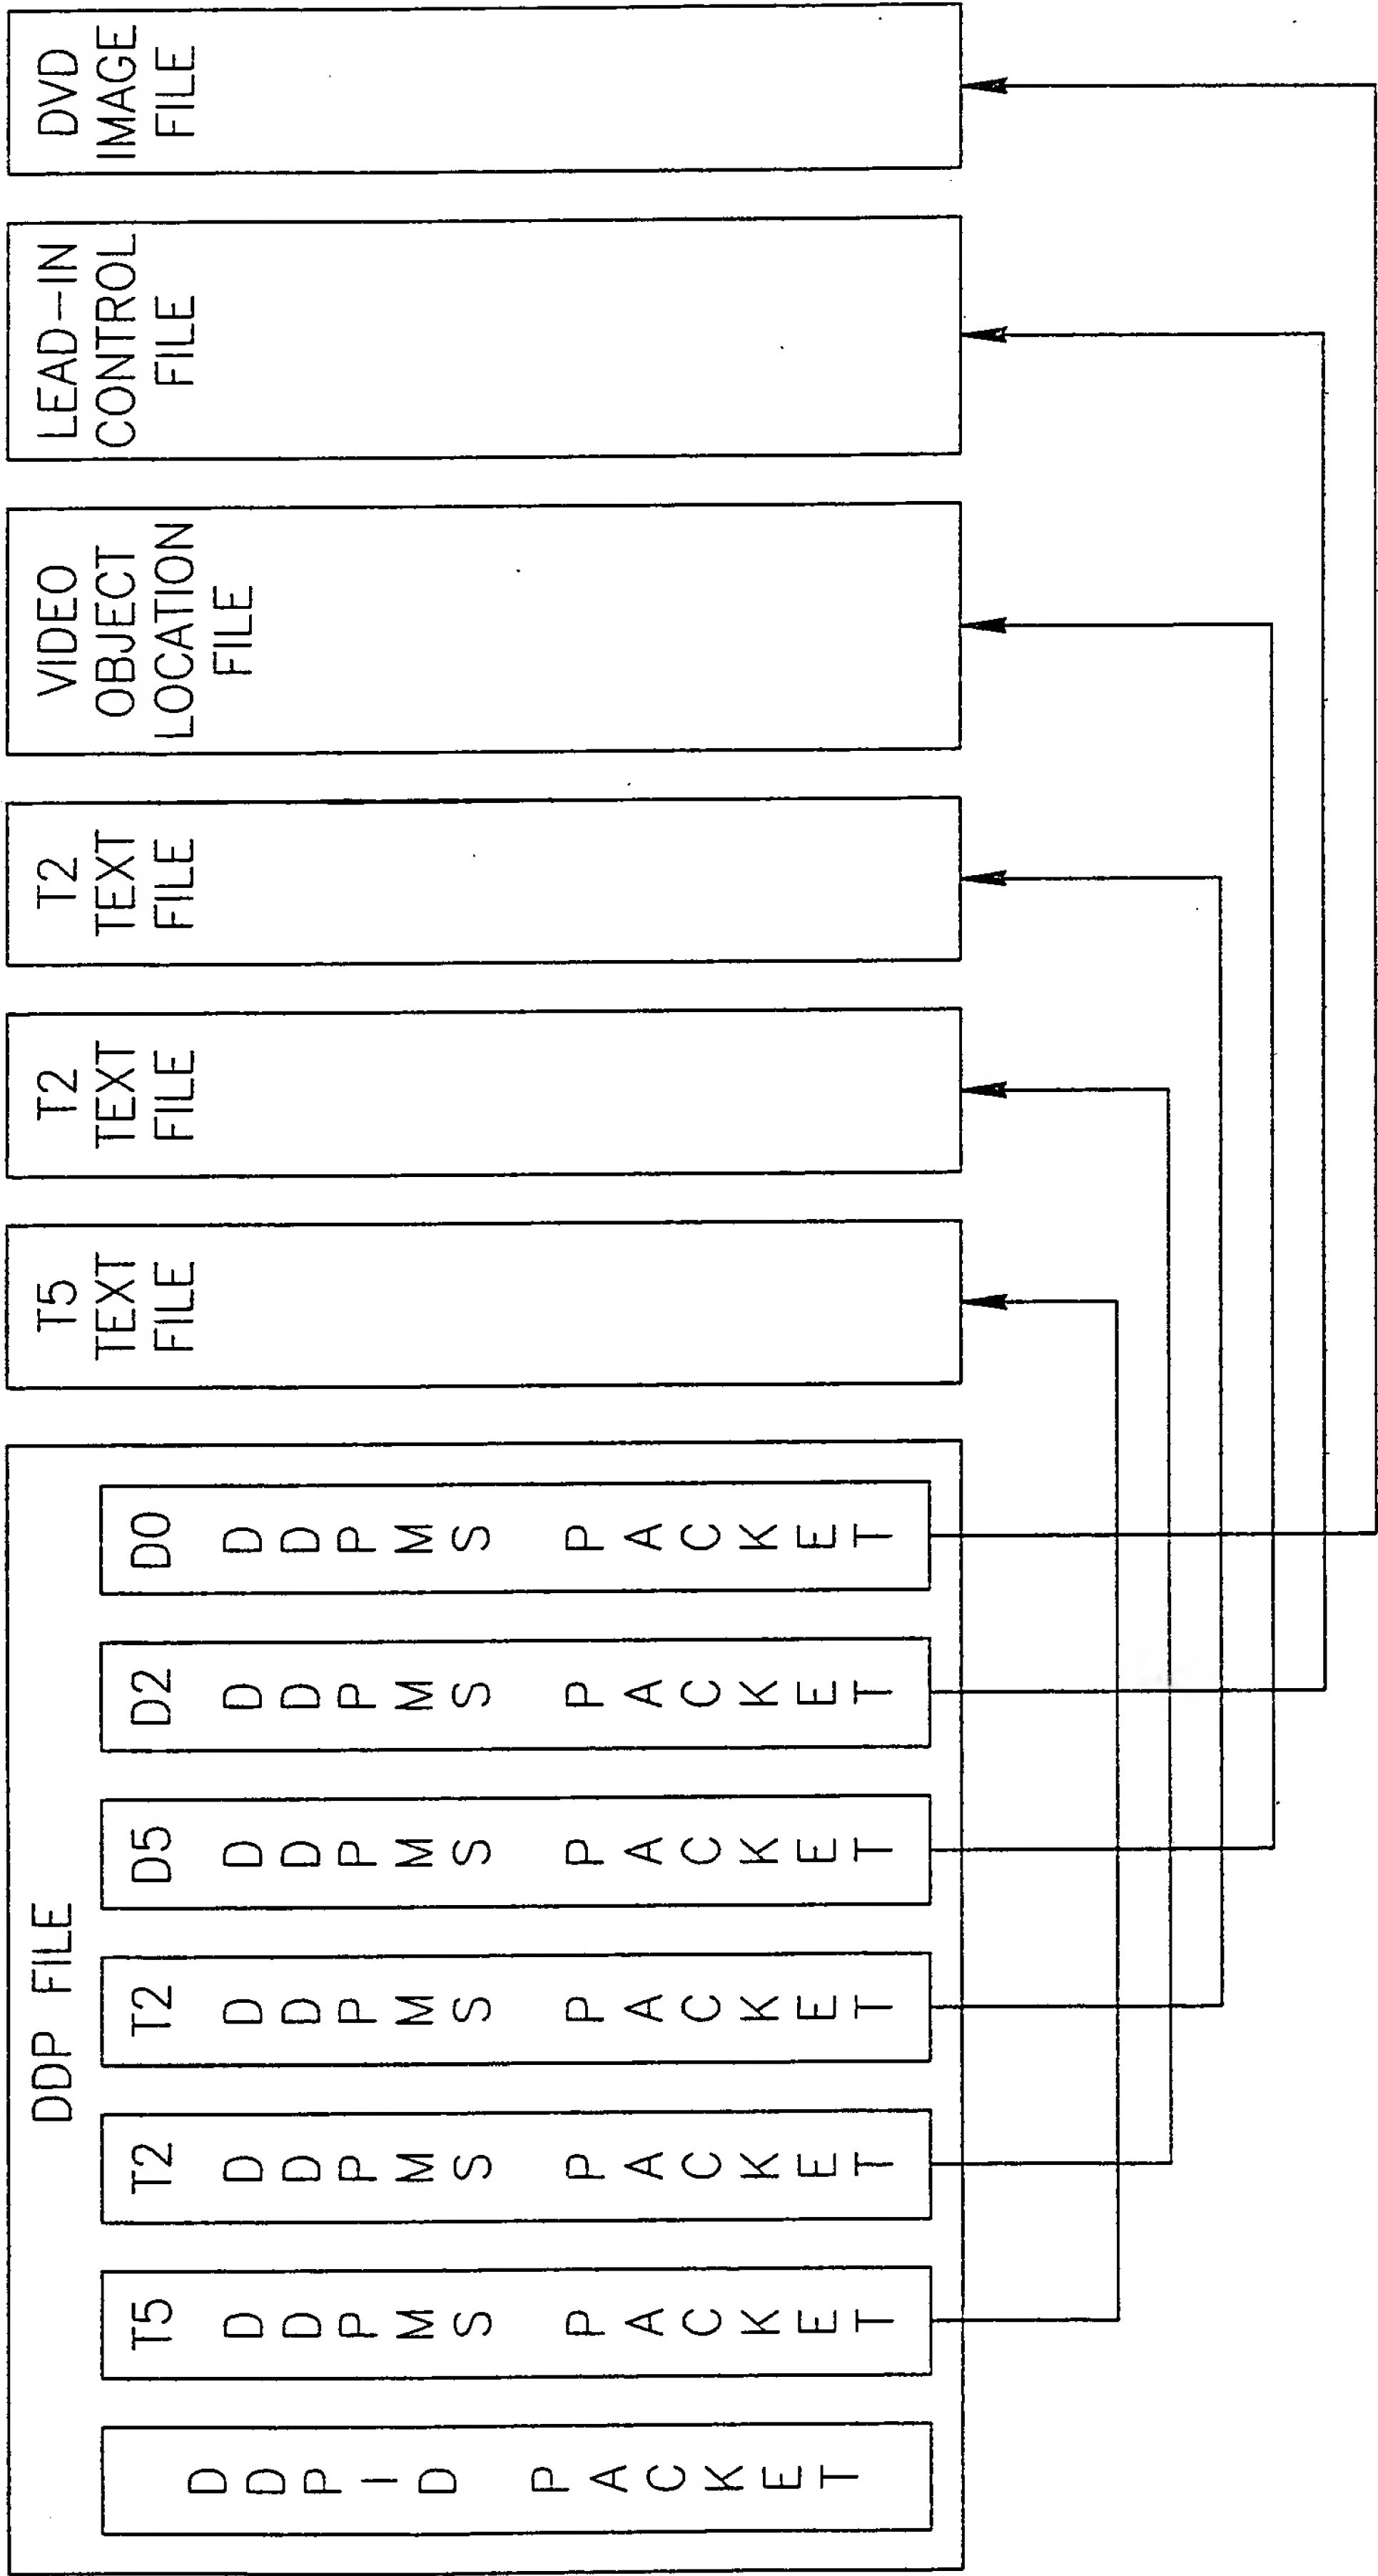 DDP FILE
DDPID PACKET
T5
DDPMS PACKET
T2
DDPMS PACKET
T2
DDPMS PACKET
D5
DDPMS PACKET
D2
DDPMS PACKET
D0
DDPMS PACKET
T5
TEXT
FILE
T2
TEXT
FILE
T2
TEXT
FILE
VIDEO
OBJECT
LOCATION
FILE
LEAD-IN
CONTROL
FILE
DVD
IMAGE
FILE